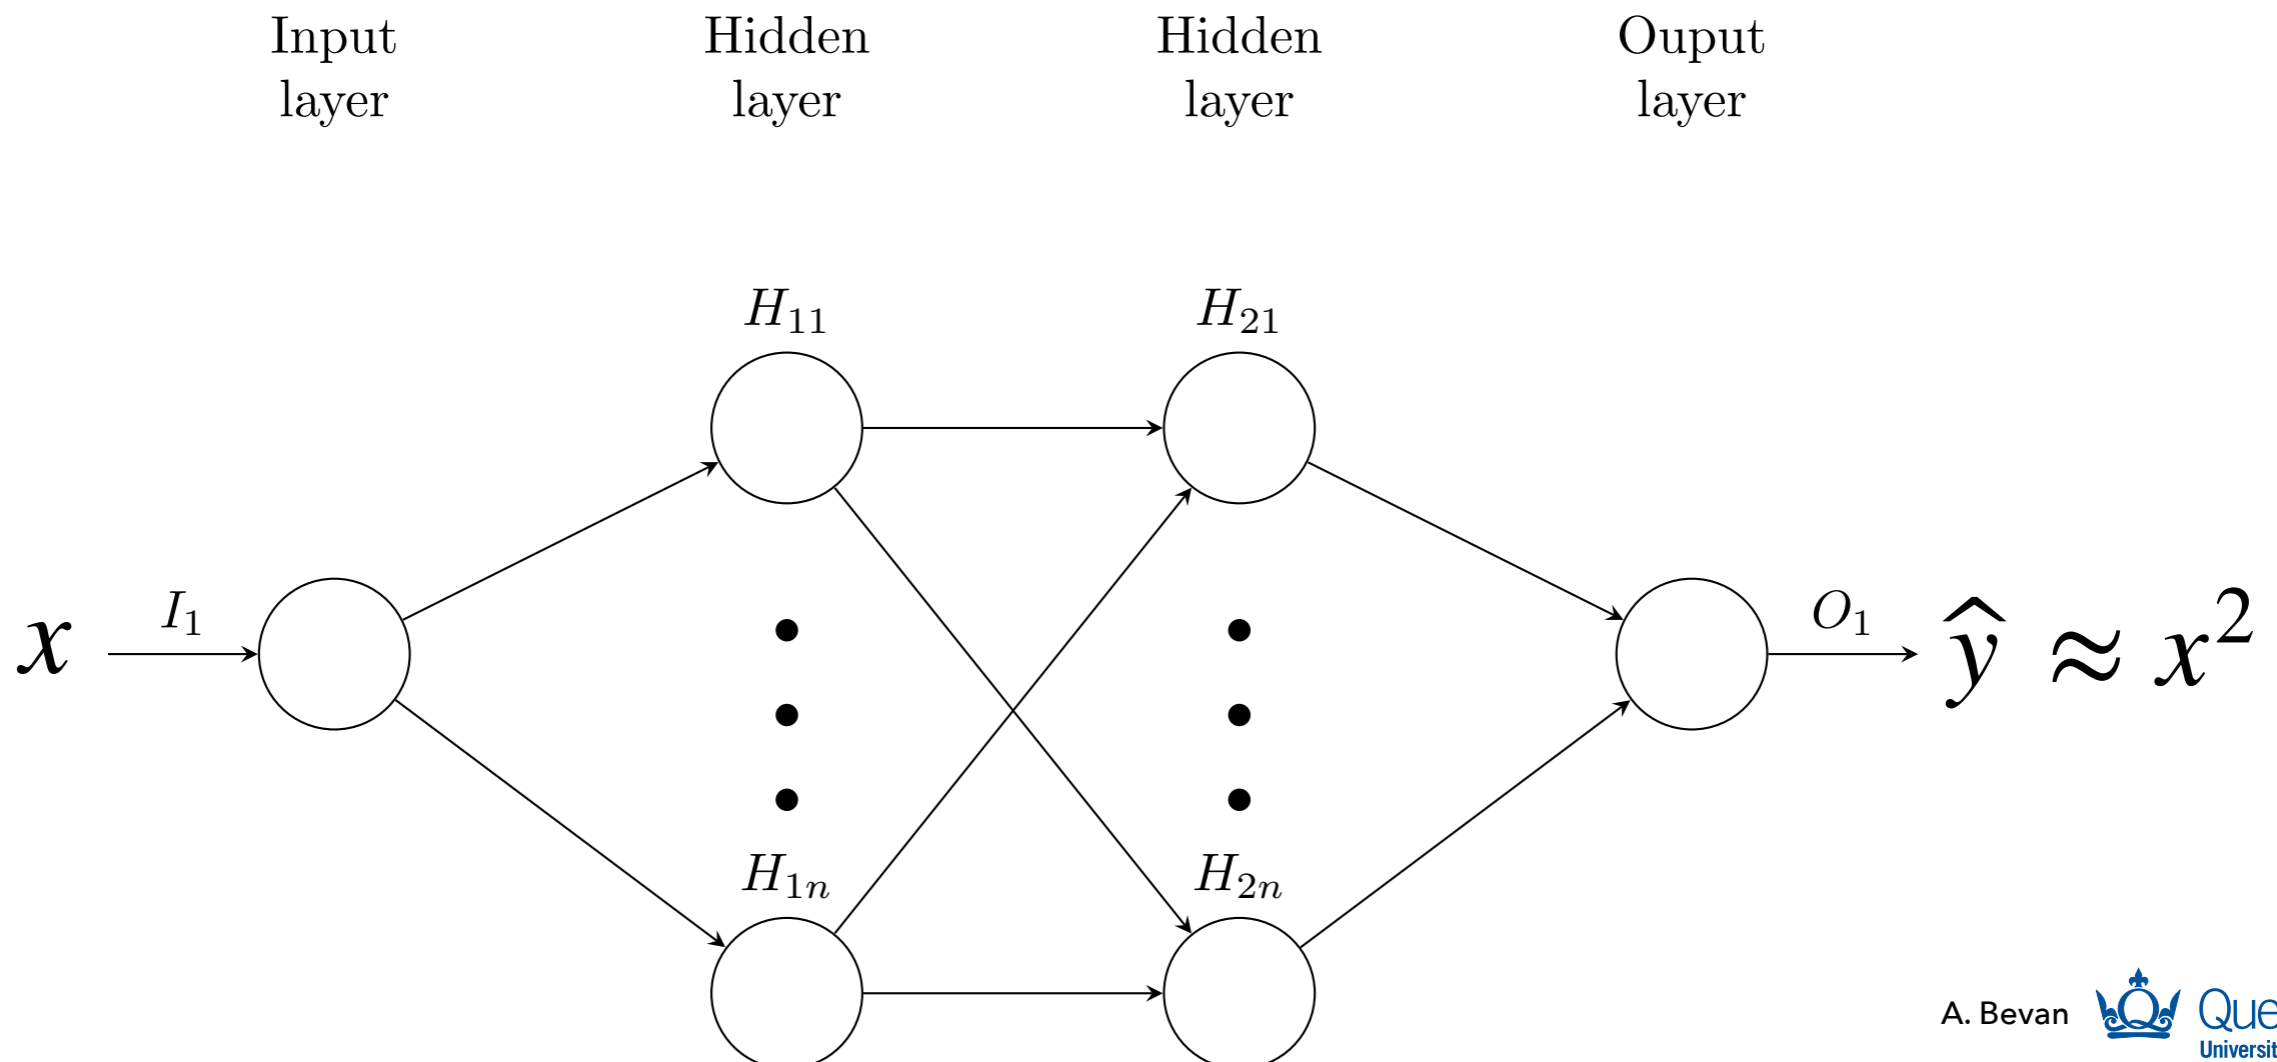 Input Hidden Hidden Ouput
layer layer layer layer
H₁₁ H₂₁
x I₁ O₁ ŷ ≈ x²
H₁ₙ H₂ₙ
A. Bevan Que
Universit